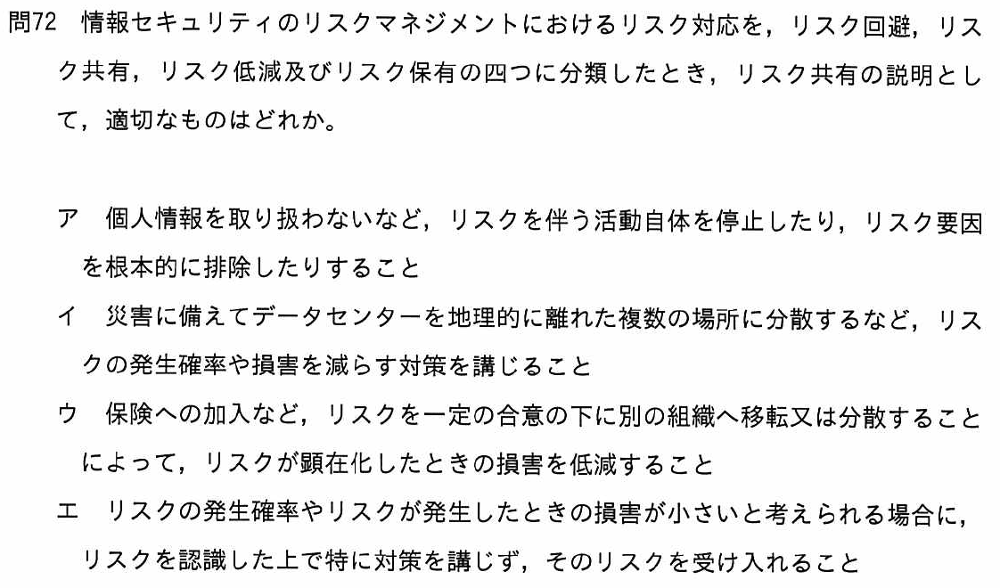 問72 情報セキュリティのリスクマネジメントにおけるリスク対応を，リスク回避，リス
ク共有，リスク低減及びリスク保有の四つに分類したとき，リスク共有の説明とし
て，適切なものはどれか。
ア 個人情報を取り扱わないなど，リスクを伴う活動自体を停止したり，リスク要因
を根本的に排除したりすること
イ 災害に備えてデータセンターを地理的に離れた複数の場所に分散するなど，リス
クの発生確率や損害を減らす対策を講じること
ウ 保険への加入など，リスクを一定の合意の下に別の組織へ移転又は分散すること
によって，リスクが顕在化したときの損害を低減すること
エ リスクの発生確率やリスクが発生したときの損害が小さいと考えられる場合に，
リスクを認識した上で特に対策を講じず，そのリスクを受け入れること